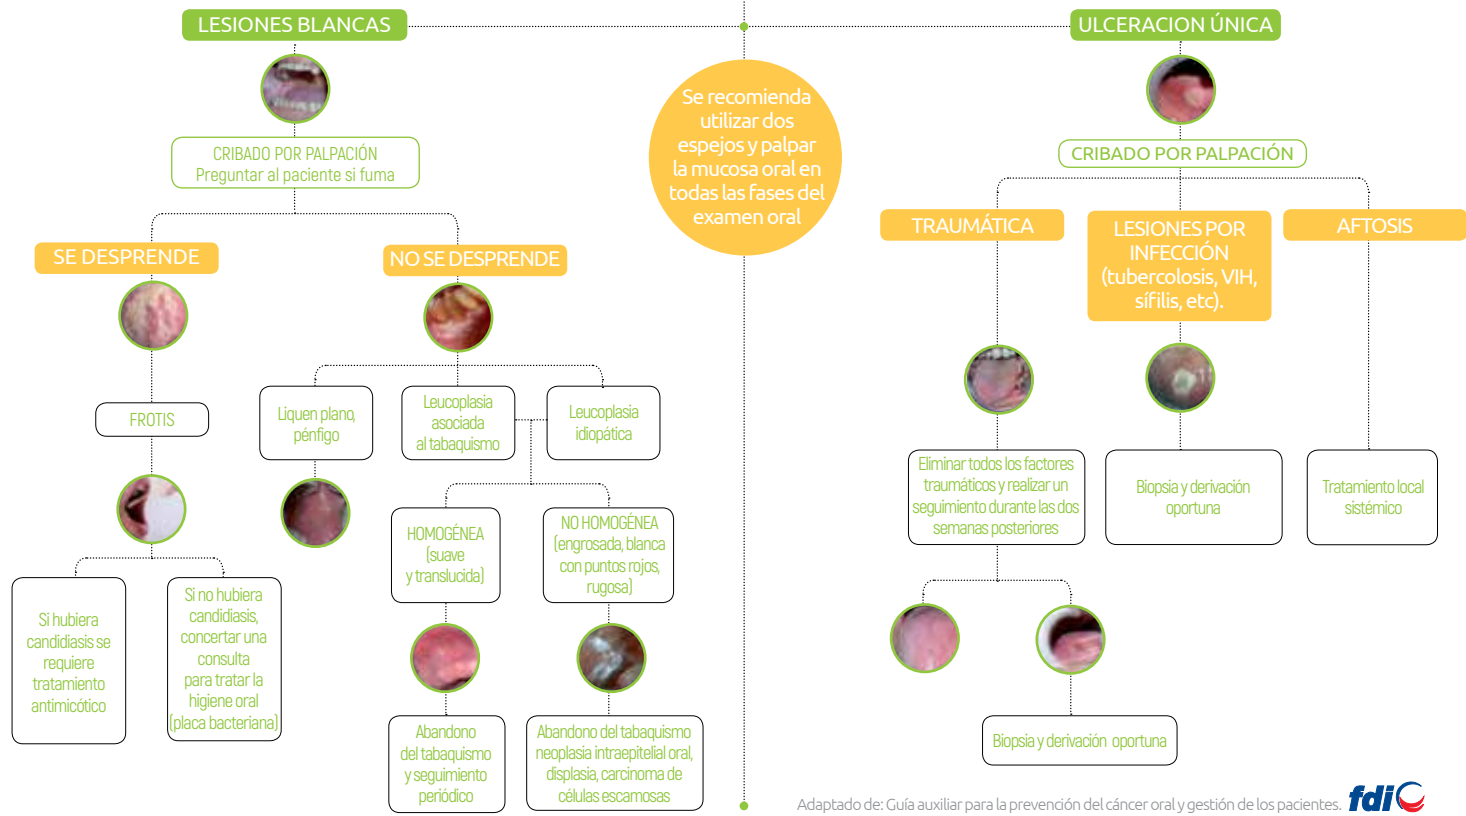 LESIONES BLANCAS
CRIBADO POR PALPACIÓN
Preguntar al paciente si fuma
SE DESPRENDE
NO SE DESPRENDE
FROTIS
Liquen plano,
pénfigo
Leucoplasia
asociada
al tabaquismo
Leucoplasia
idiopática
HOMOGÉNEA
(suave
y translucida)
NO HOMOGÉNEA
(engrosada, blanca
con puntos rojos,
rugosa)
Si hubiera
candidiasis se
requiere
tratamiento
antimicótico
Si no hubiera
candidiasis,
concertar una
consulta
para tratar la
higiene oral
(placa bacteriana)
Abandono
del tabaquismo
y seguimiento
periódico
Abandono del tabaquismo
neoplasia intraepitelial oral,
displasia, carcinoma de
células escamosas
Se recomienda
utilizar dos
espejos y palpar
la mucosa oral en
todas las fases del
examen oral
ULCERACION ÚNICA
CRIBADO POR PALPACIÓN
TRAUMÁTICA
LESIONES POR
INFECCIÓN
(tubercolosis, VIH,
sífilis, etc).
AFTOSIS
Eliminar todos los factores
traumáticos y realizar un
seguimiento durante las dos
semanas posteriores
Biopsia y derivación
oportuna
Tratamiento local
sistémico
Biopsia y derivación oportuna
Adaptado de: Guía auxiliar para la prevención del cáncer oral y gestión de los pacientes.
fdi